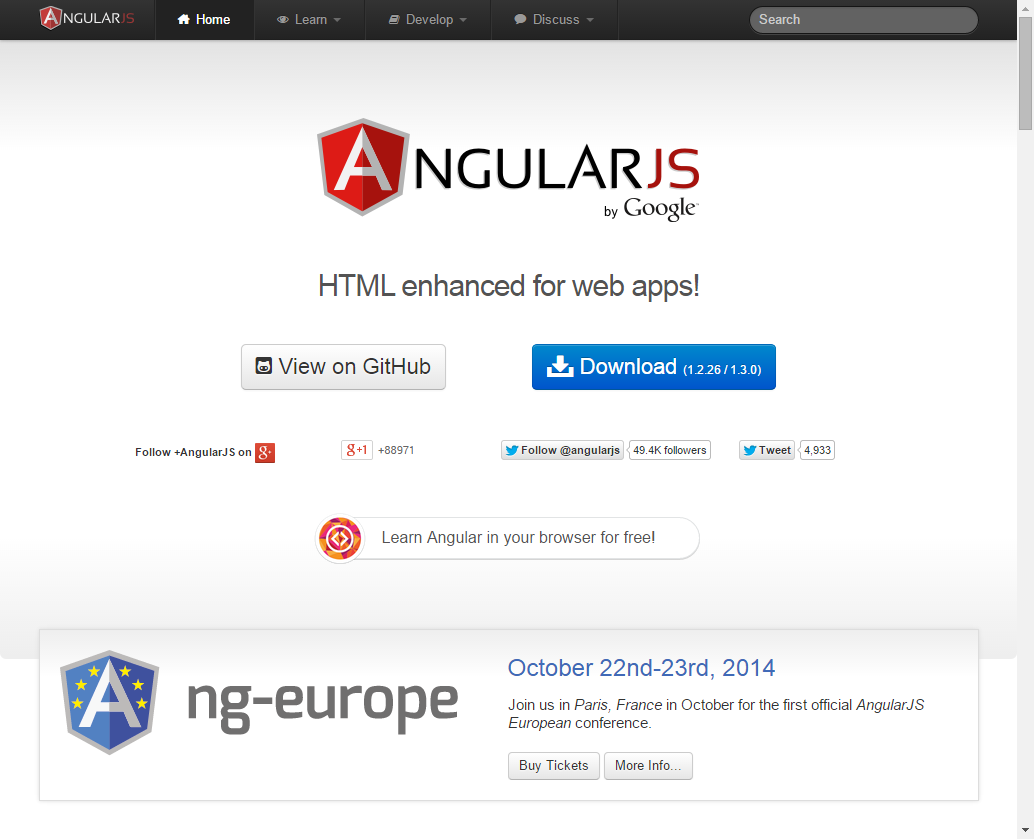 ANGULARJS Home Learn Develop Discuss Search
ANGULARJS
by Google™
HTML enhanced for web apps!
View on GitHub Download (1.2.26 / 1.3.0)
Follow +AngularJS on g+ g+1 +88971 Follow @angularjs 49.4K followers Tweet 4,933
Learn Angular in your browser for free!
A ng-europe
October 22nd-23rd, 2014
Join us in Paris, France in October for the first official AngularJS
European conference.
Buy Tickets More Info...